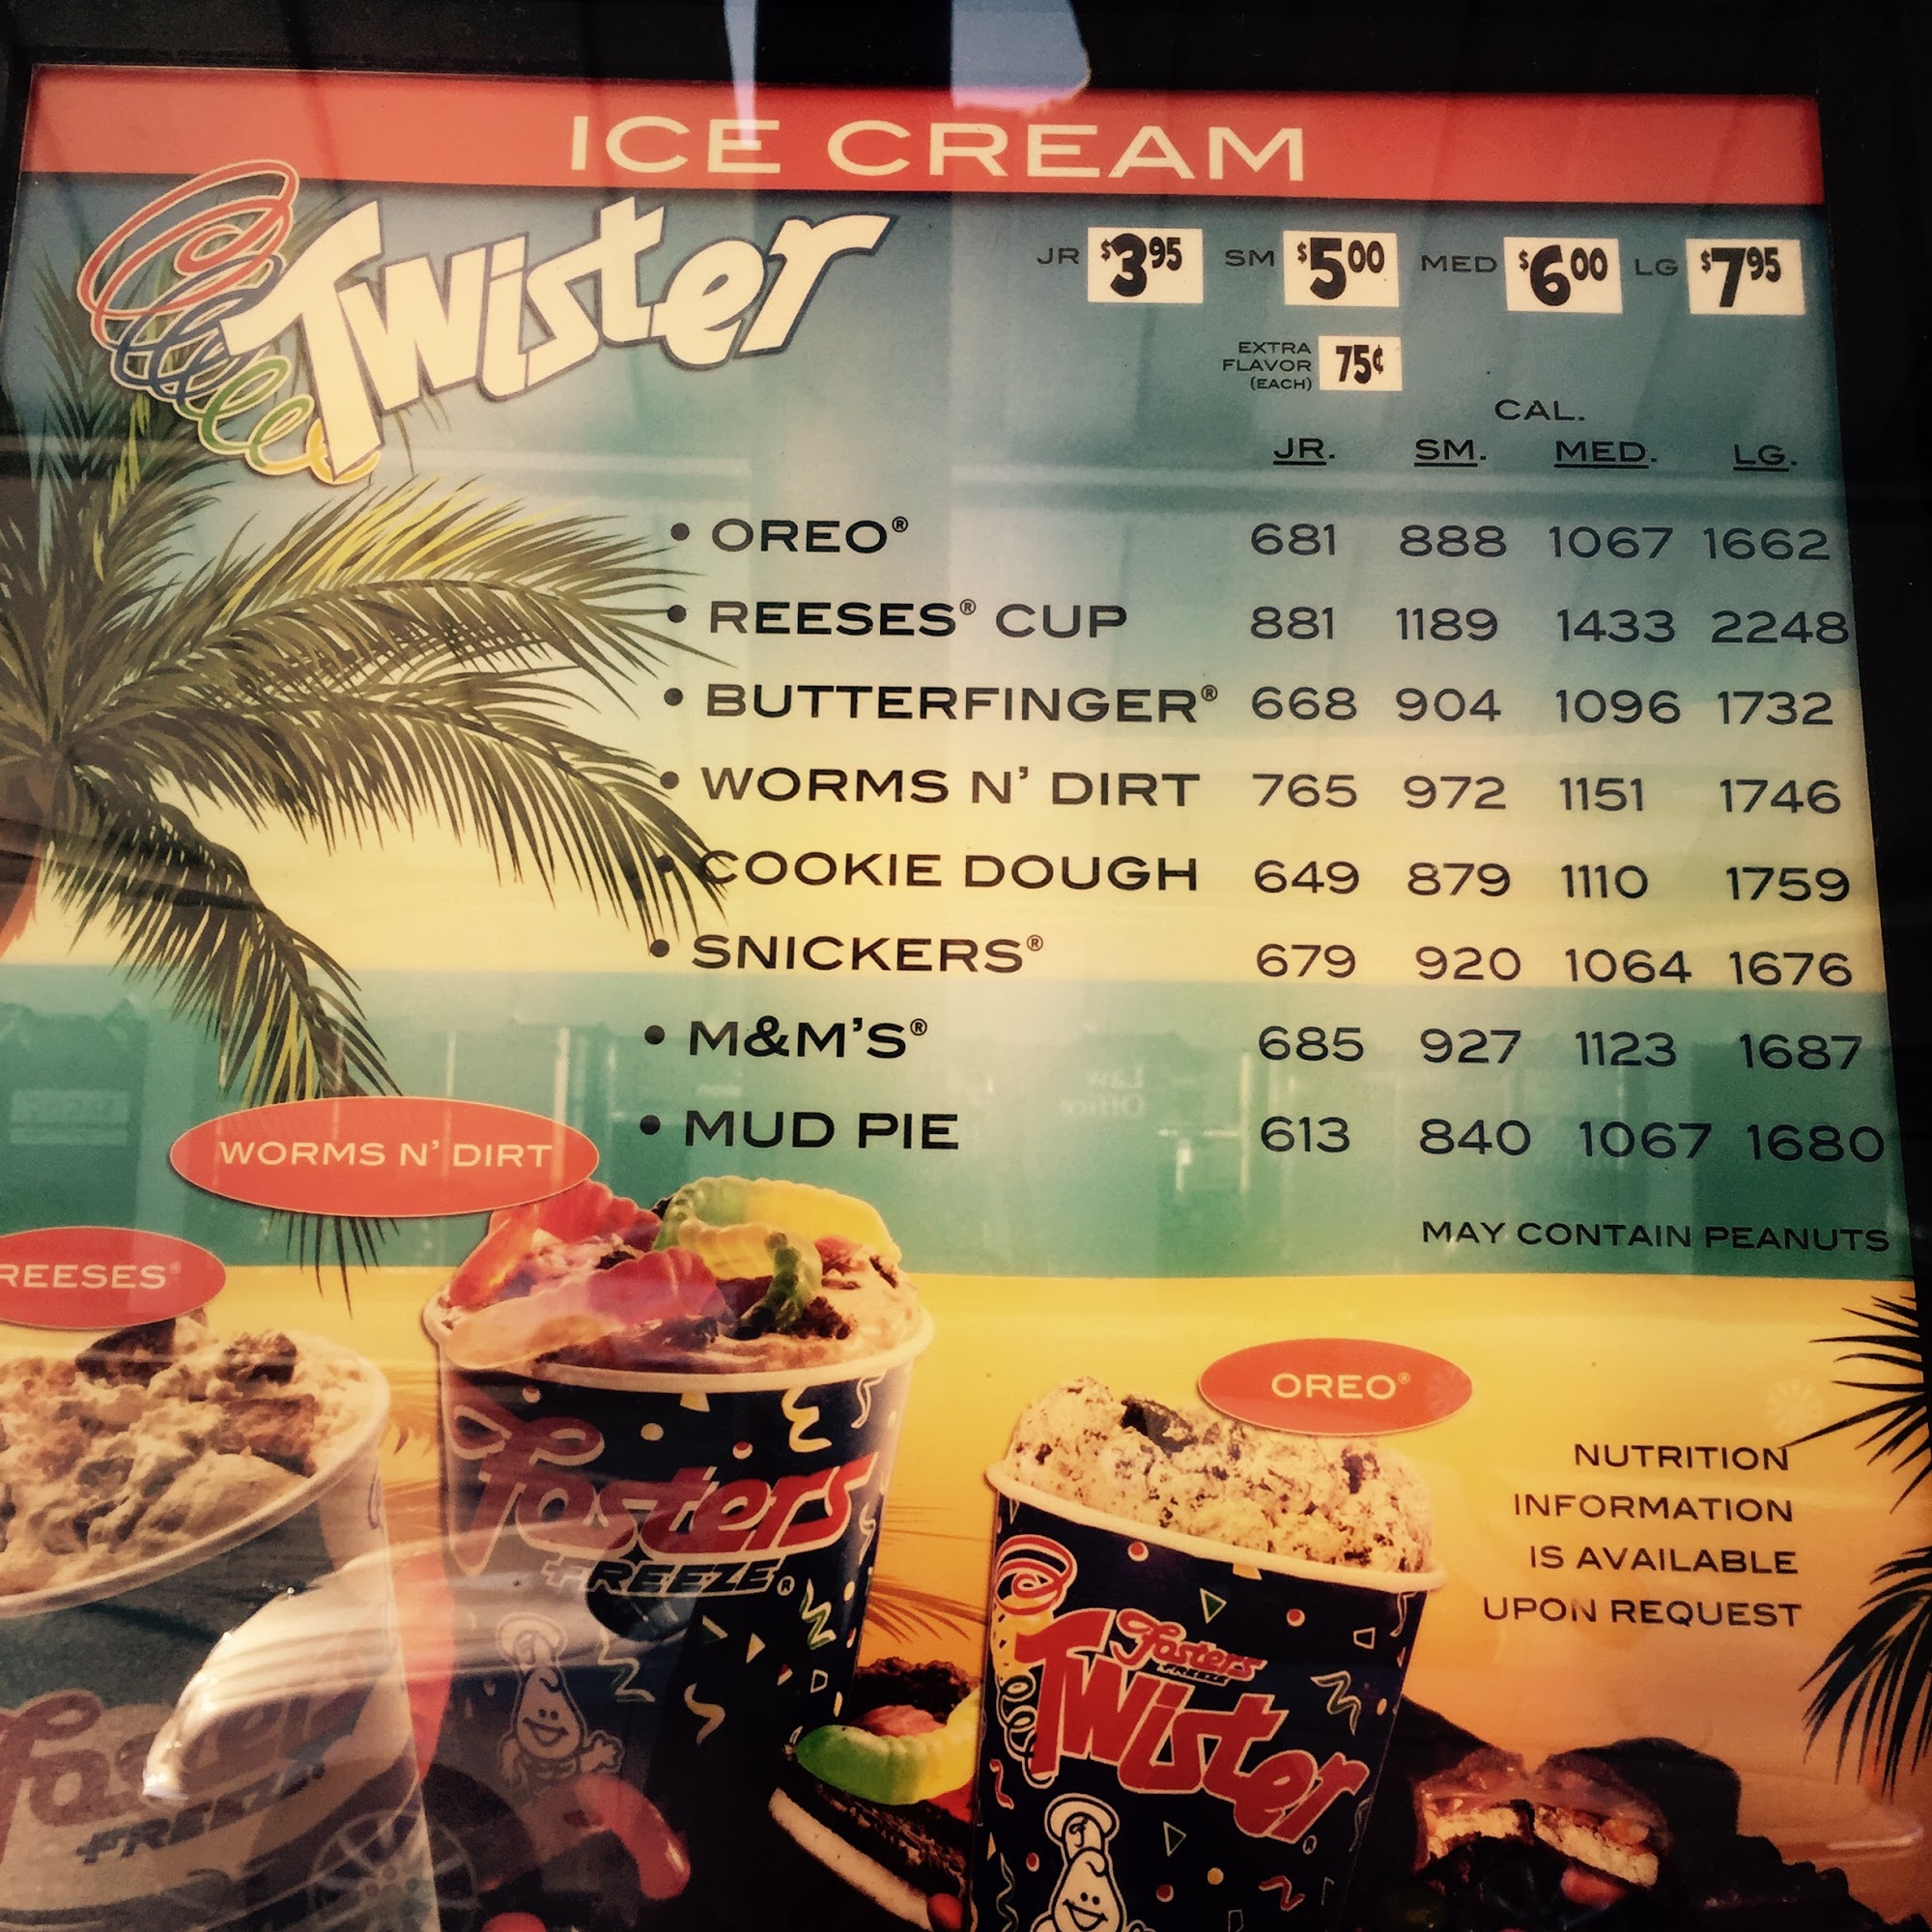 ICE CREAM
Twister
JR $3.95 SM $5.00 MED $6.00 LG $7.95
EXTRA
FLAVOR
(EACH)
75¢
CAL.
JR. SM. MED. LG.
• OREO® 681 888 1067 1662
• REESES® CUP 881 1189 1433 2248
• BUTTERFINGER® 668 904 1096 1732
• WORMS N' DIRT 765 972 1151 1746
• COOKIE DOUGH 649 879 1110 1759
• SNICKERS® 679 920 1064 1676
• M&M'S® 685 927 1123 1687
Law
Office
• MUD PIE 613 840 1067 1680
WORMS N' DIRT
MAY CONTAIN PEANUTS
REESES®
OREO®
NUTRITION
INFORMATION
IS AVAILABLE
UPON REQUEST
Fosters
FREEZE®
Fosters
FREEZE
Twister®
Fosters
FREEZE